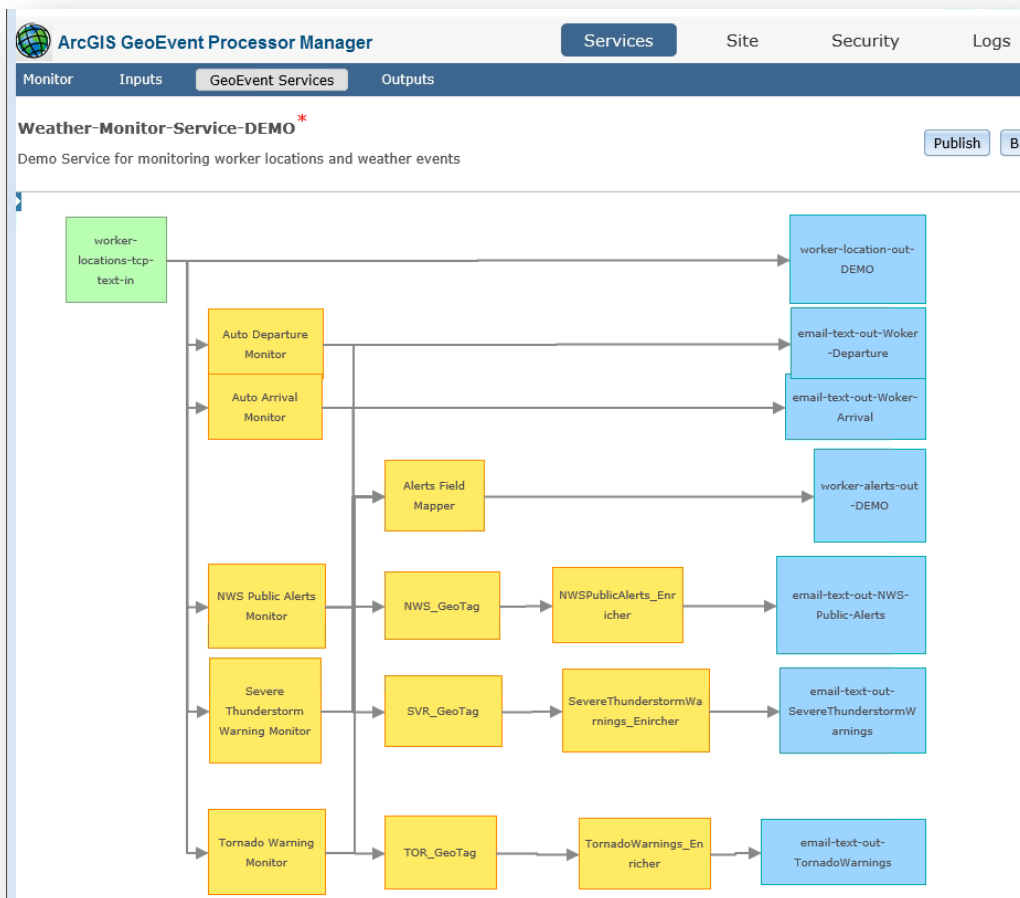 ArcGIS GeoEvent Processor Manager
Services
Site
Security
Logs
Monitor
Inputs
GeoEvent Services
Outputs
Weather-Monitor-Service-DEMO*
Publish
B
Demo Service for monitoring worker locations and weather events
worker-
locations-tcp-
text-in
worker-location-out-
DEMO
Auto Departure
Monitor
email-text-out-Woker
-Departure
Auto Arrival
Monitor
email-text-out-Woker-
Arrival
Alerts Field
Mapper
worker-alerts-out
-DEMO
NWS Public Alerts
Monitor
NWS_GeoTag
NWSPublicAlerts_Enr
icher
email-text-out-NWS-
Public-Alerts
Severe
Thunderstorm
Warning Monitor
SVR_GeoTag
SevereThunderstormWa
rnings_Enircher
email-text-out-
SevereThunderstormW
arnings
Tornado Warning
Monitor
TOR_GeoTag
TornadoWarnings_En
richer
email-text-out-
TornadoWarnings